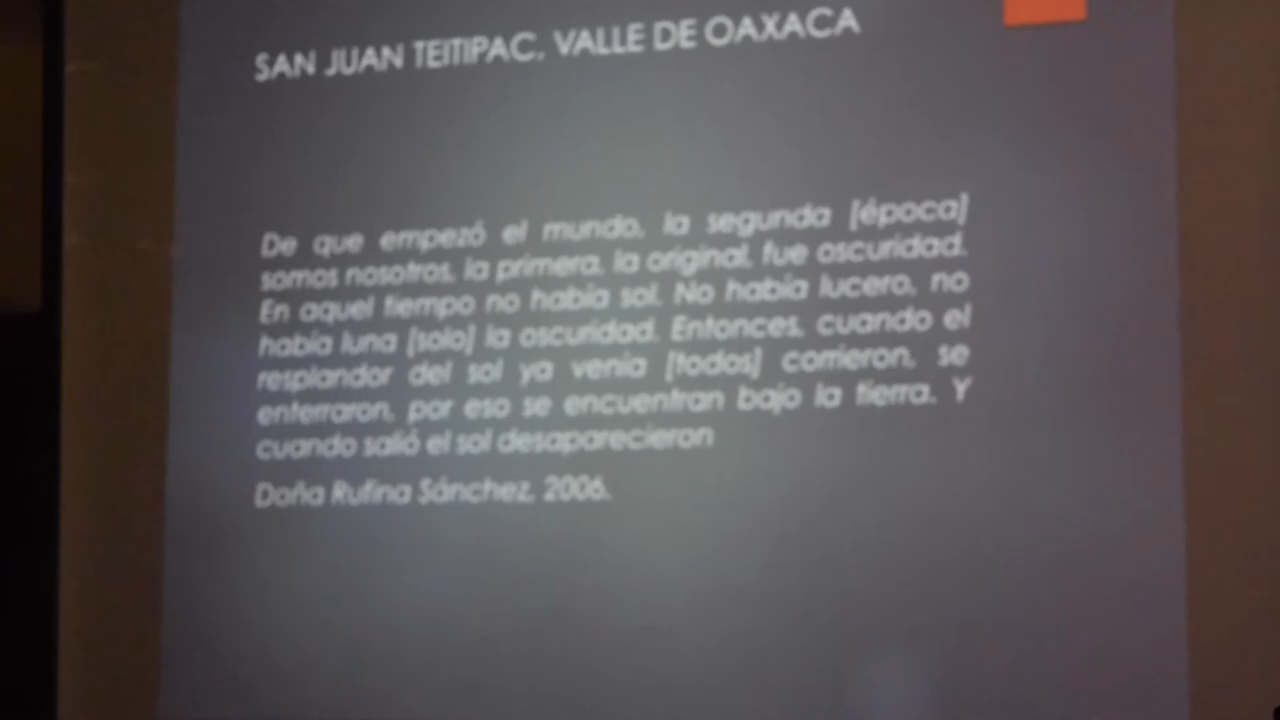 SAN JUAN TEITIPAC, VALLE DE OAXACA
De que empezó el mundo, la segunda [época]
somos nosotros, la primera, la original, fue oscuridad.
En aquel tiempo no había sol. No había lucero, no
había luna [solo] la oscuridad. Entonces, cuando el
resplandor del sol ya venía [todos] corrieron, se
enterraron, por eso se encuentran bajo la tierra. Y
cuando salió el sol desaparecieron
Doña Rufina Sánchez, 2006.